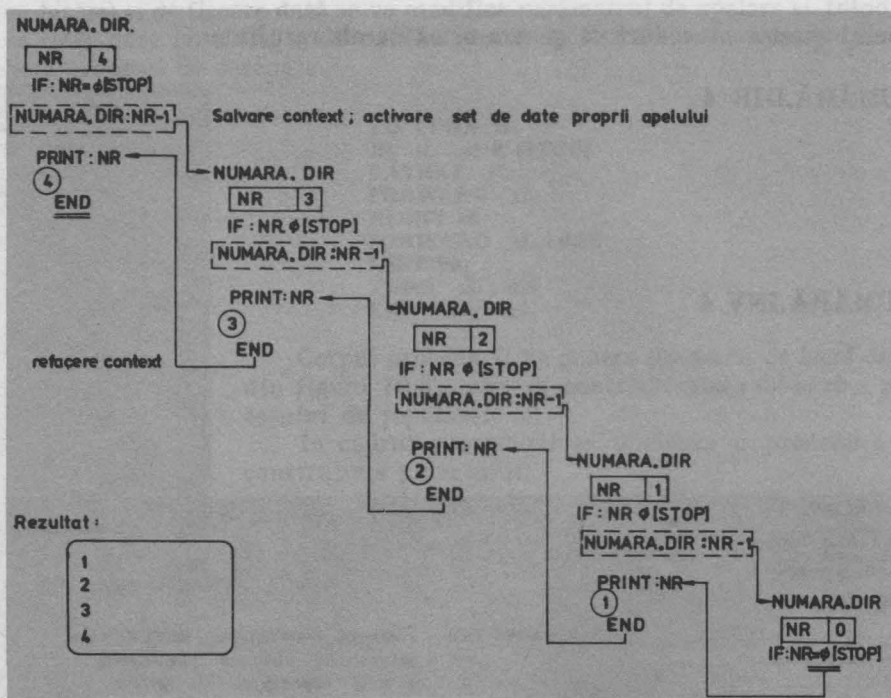 NUMARA.DIR.
NR 4
IF:NR=ϕ[STOP]
NUMARA.DIR:NR-1
Salvare context; activare set de date proprii apelului
PRINT:NR
4
END
NUMARA.DIR
NR 3
IF:NR ϕ[STOP]
NUMARA.DIR:NR-1
PRINT:NR
3
END
refacere context
NUMARA.DIR
NR 2
IF:NR ϕ[STOP]
NUMARA.DIR:NR-1
PRINT:NR
2
END
NUMARA.DIR
NR 1
IF:NR ϕ[STOP]
NUMARA.DIR:NR-1
PRINT:NR
1
END
NUMARA.DIR
NR 0
IF:NR=ϕ[STOP]
Rezultat:
1
2
3
4